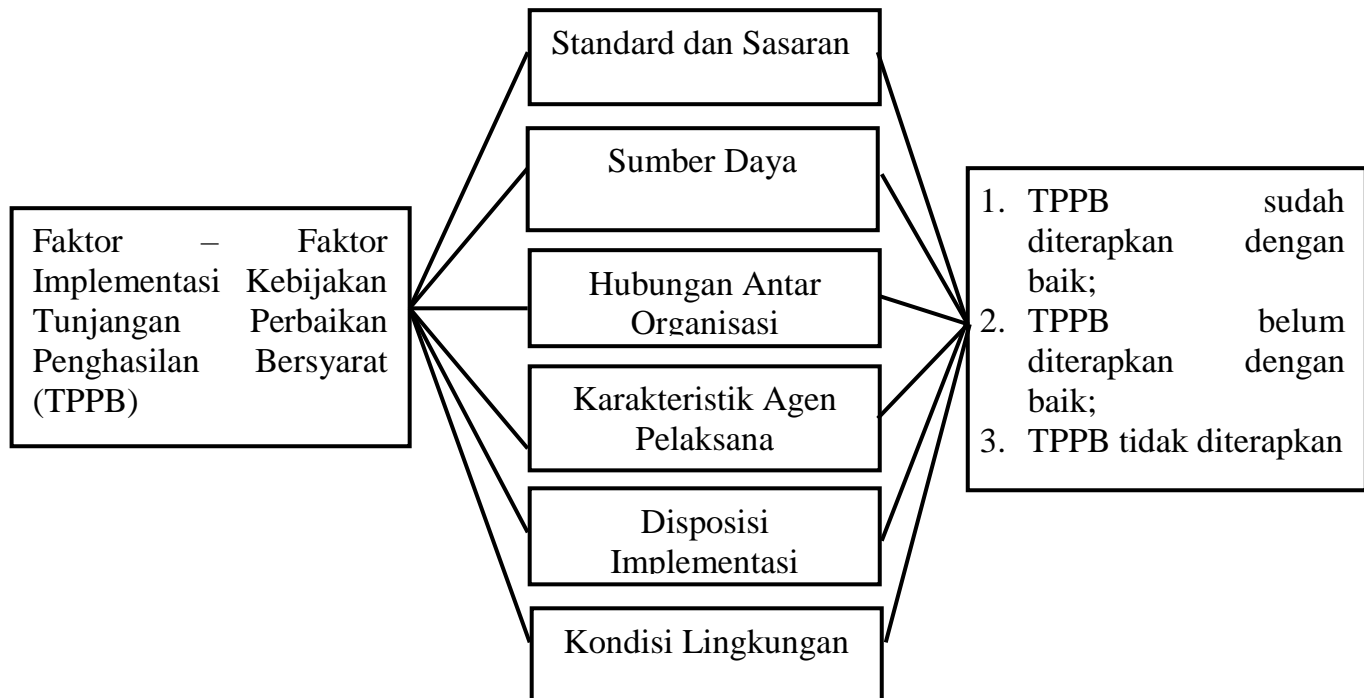 Faktor – Faktor
Implementasi Kebijakan
Tunjangan Perbaikan
Penghasilan Bersyarat
(TPPB)
Standard dan Sasaran
Sumber Daya
Hubungan Antar
Organisasi
Karakteristik Agen
Pelaksana
Disposisi
Implementasi
Kondisi Lingkungan
1. TPPB sudah
diterapkan dengan
baik;
2. TPPB belum
diterapkan dengan
baik;
3. TPPB tidak diterapkan